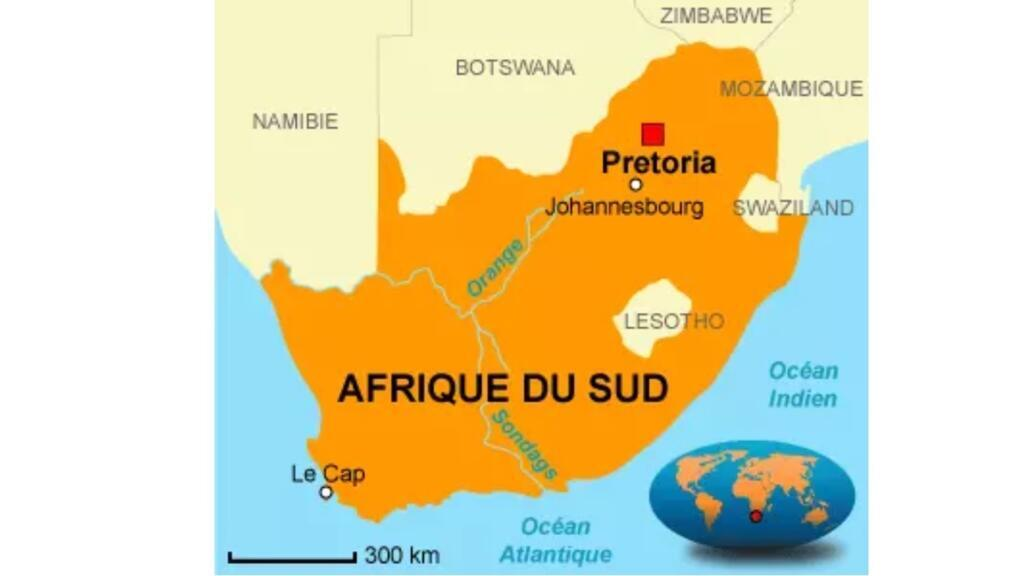 ZIMBABWE
BOTSWANA
MOZAMBIQUE
NAMIBIE
Pretoria
Johannesbourg
SWAZILAND
Orange
LESOTHO
AFRIQUE DU SUD
Océan
Indien
Sondags
Le Cap
Océan
Atlantique
300 km